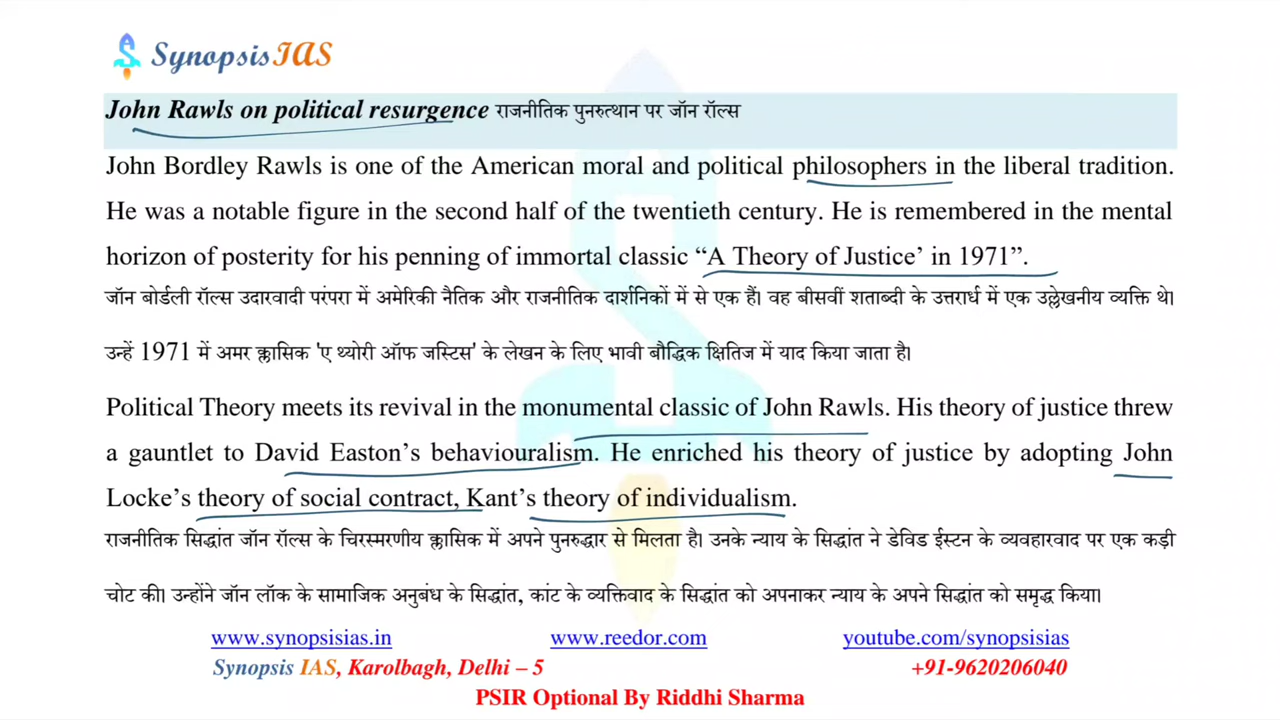 Synopsis IAS
John Rawls on political resurgence राजनीतिक पुनरुत्थान पर जॉन रॉल्स
John Bordley Rawls is one of the American moral and political philosophers in the liberal tradition.
He was a notable figure in the second half of the twentieth century. He is remembered in the mental
horizon of posterity for his penning of immortal classic “A Theory of Justice’ in 1971”.
जॉन बोर्डली रॉल्स उदारवादी परंपरा में अमेरिकी नैतिक और राजनीतिक दार्शनिकों में से एक हैं। वह बीसवीं शताब्दी के उत्तरार्ध में एक उल्लेखनीय व्यक्ति थे।
उन्हें 1971 में अमर क्लासिक 'ए थ्योरी ऑफ जस्टिस' के लेखन के लिए भावी बौद्धिक क्षितिज में याद किया जाता है।
Political Theory meets its revival in the monumental classic of John Rawls. His theory of justice threw
a gauntlet to David Easton’s behaviouralism. He enriched his theory of justice by adopting John
Locke’s theory of social contract, Kant’s theory of individualism.
राजनीतिक सिद्धांत जॉन रॉल्स के चिरस्मरणीय क्लासिक में अपने पुनरुद्धार से मिलता है। उनके न्याय के सिद्धांत ने डेविड ईस्टन के व्यवहारवाद पर एक कड़ी
चोट की। उन्होंने जॉन लॉक के सामाजिक अनुबंध के सिद्धांत, कांट के व्यक्तिवाद के सिद्धांत को अपनाकर न्याय के अपने सिद्धांत को समृद्ध किया।
www.synopsisias.in www.reedor.com youtube.com/synopsisias
Synopsis IAS, Karolbagh, Delhi – 5 +91-9620206040
PSIR Optional By Riddhi Sharma